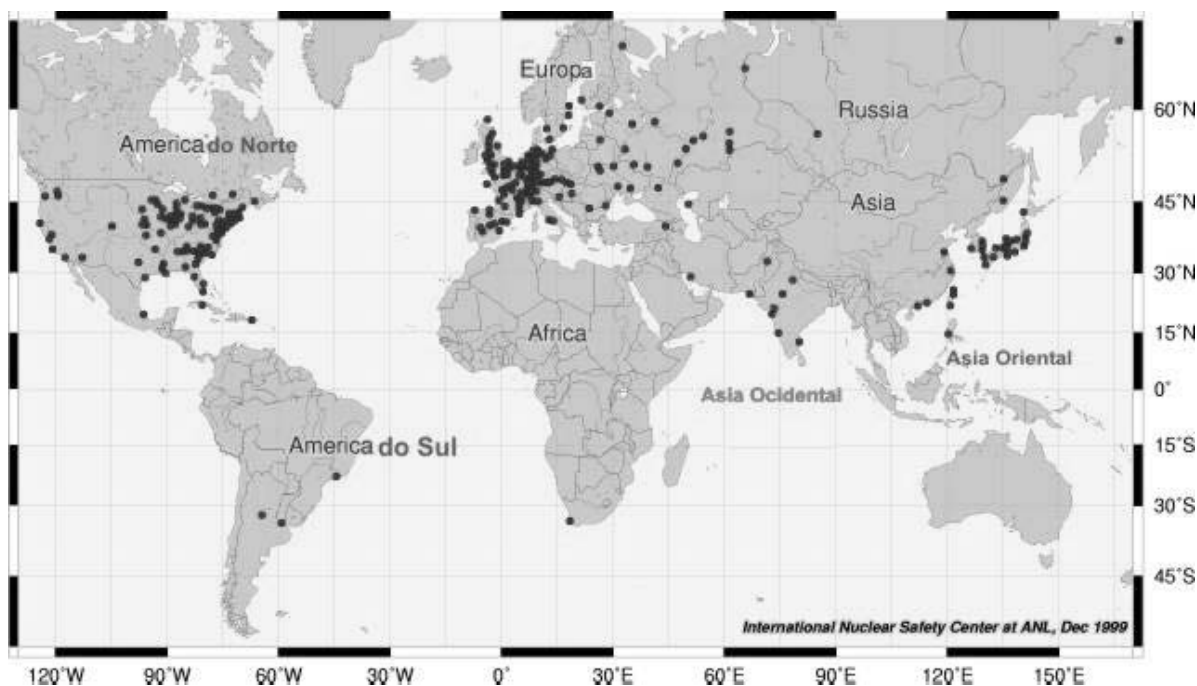 Europa
60˚N
Russia
America do Norte
45˚N
Asia
30˚N
Africa
15˚N
Asia Oriental
0˚
Asia Ocidental
America do Sul
15˚S
30˚S
45˚S
International Nuclear Safety Center at ANL, Dec 1999
120˚W 90˚W 60˚W 30˚W 0˚ 30˚E 60˚E 90˚E 120˚E 150˚E